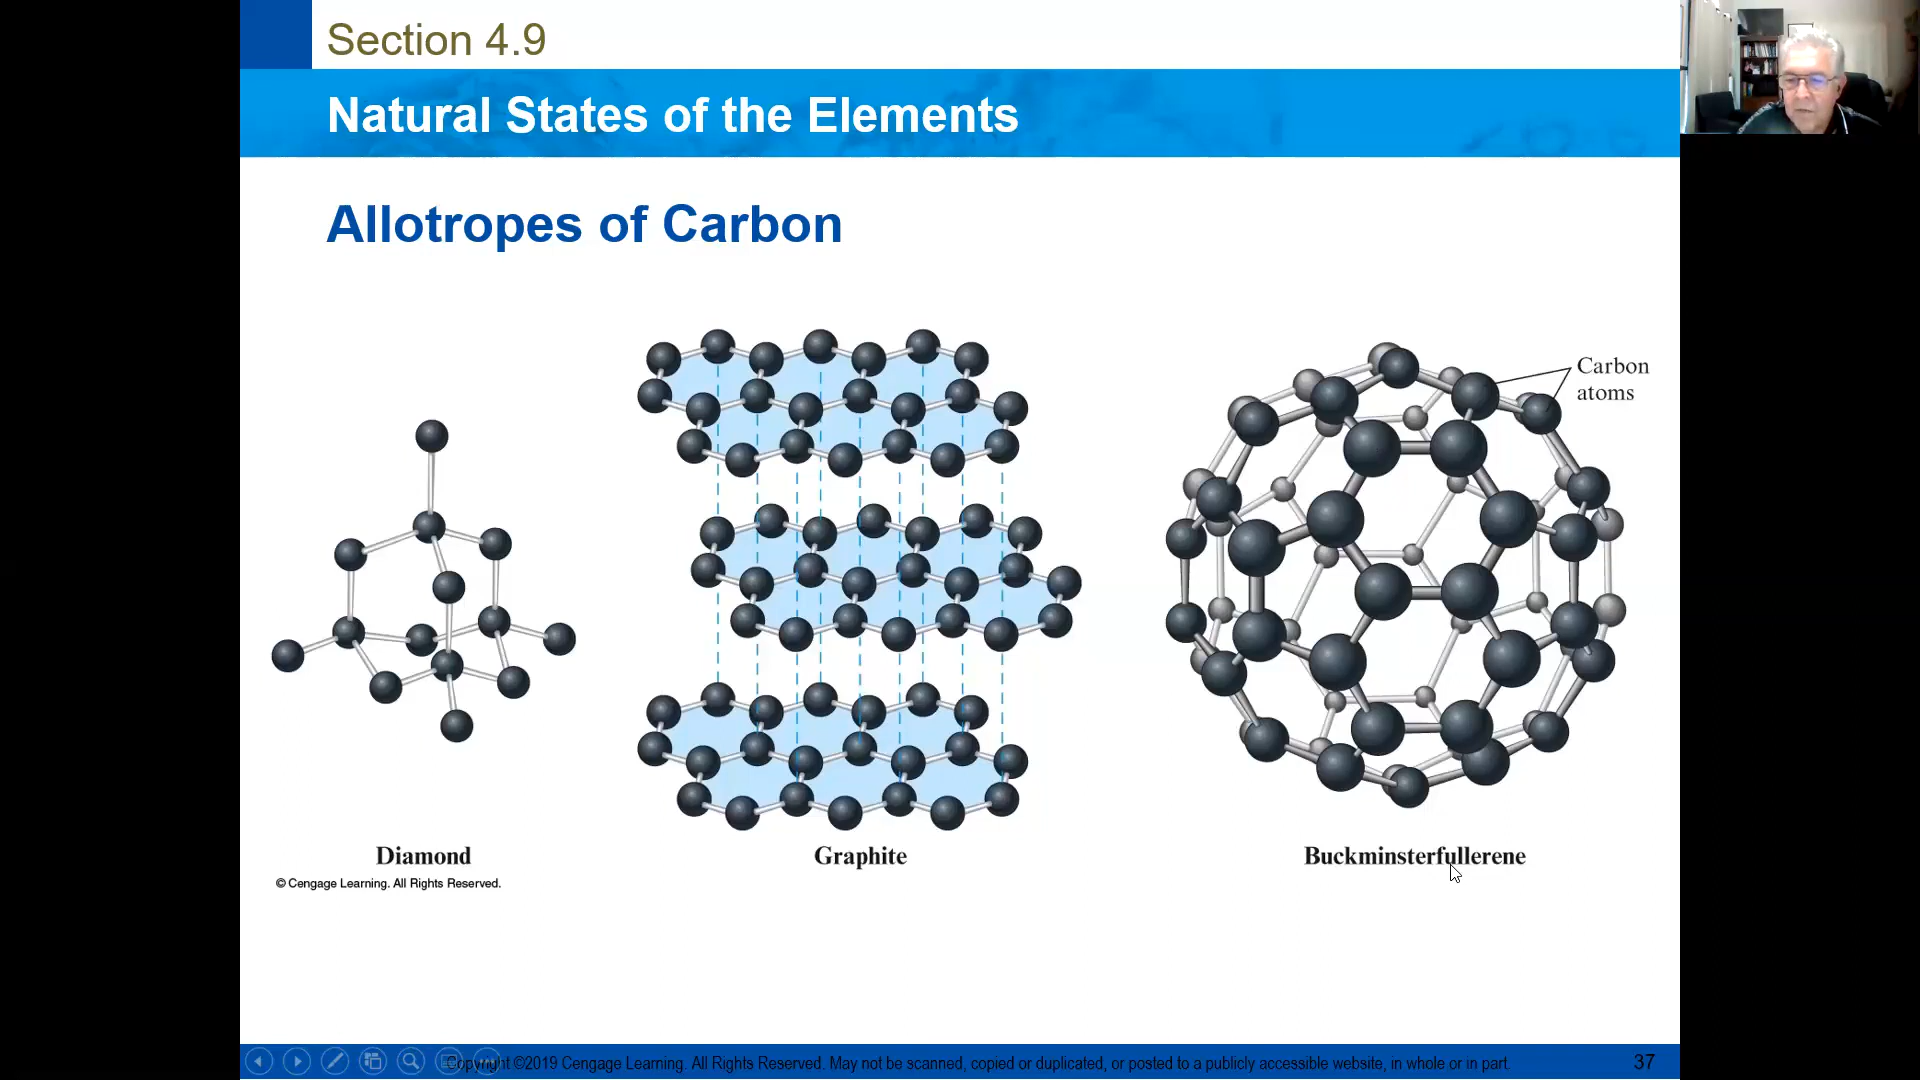 Section 4.9
Natural States of the Elements
Allotropes of Carbon
Carbon
atoms
Diamond
Graphite
Buckminsterfullerene
© Cengage Learning. All Rights Reserved.
Copyright ©2019 Cengage Learning. All Rights Reserved. May not be scanned, copied or duplicated, or posted to a publicly accessible website, in whole or in part.
37